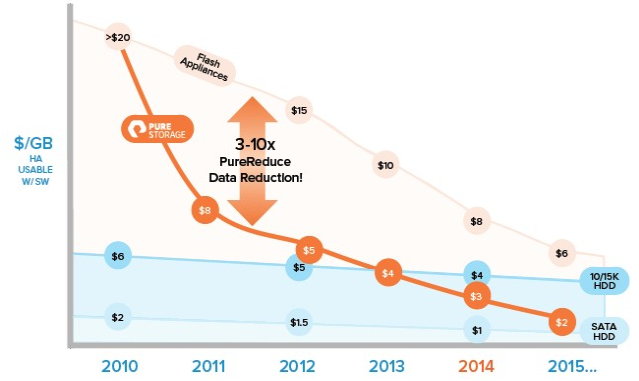 >$20
Flash
Appliances
PURE
STORAGE
$15
3-10x
PureReduce
Data Reduction!
$/GB
HA
USABLE
W/SW
$10
$8
$8
$6
$5
$6
$5
$4
$4
10/15K
HDD
$3
$2
$1.5
$1
$2
SATA
HDD
2010 2011 2012 2013 2014 2015...